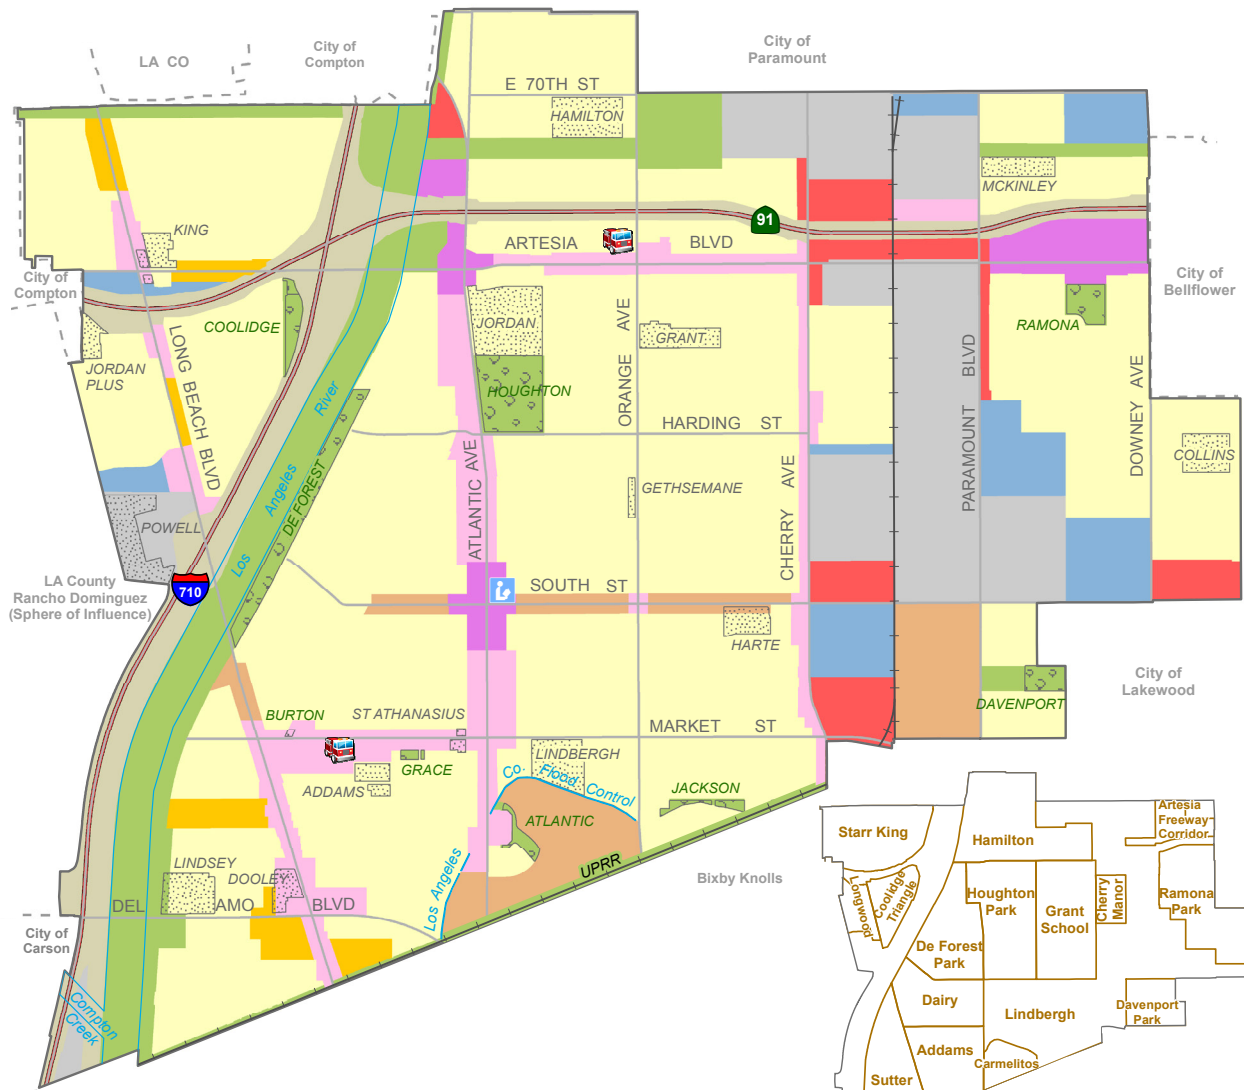 City of
Compton
LA CO
City of
Paramount
E 70TH ST
HAMILTON
MCKINLEY
KING
91
ARTESIA BLVD
City of
Compton
City of
Bellflower
COOLIDGE
JORDAN
GRANT
RAMONA
JORDAN
PLUS
LONG BEACH BLVD
ORANGE AVE
PARAMOUNT BLVD
DOWNEY AVE
HOUGHTON
River
Angeles
Los
DE FOREST
HARDING ST
ATLANTIC AVE
CHERRY AVE
COLLINS
GETHSEMANE
POWELL
LA County
Rancho Dominguez
(Sphere of Influence)
710
SOUTH ST
HARTE
City of
Lakewood
DAVENPORT
BURTON
ST ATHANASIUS
MARKET ST
LINDBERGH
GRACE
ADDAMS
Co. Flood Control
JACKSON
ATLANTIC
UPRR
Los Angeles
LINDSEY
DOOLEY
DEL AMO BLVD
Bixby Knolls
City of
Carson
Compton
Creek
Starr King
Hamilton
Artesia
Freeway
Corridor
Longwood
Coolidge
Triangle
Houghton
Park
Grant
School
Cherry
Manor
Ramona
Park
De Forest
Park
Dairy
Lindbergh
Davenport
Park
Addams
Carmelitos
Sutter